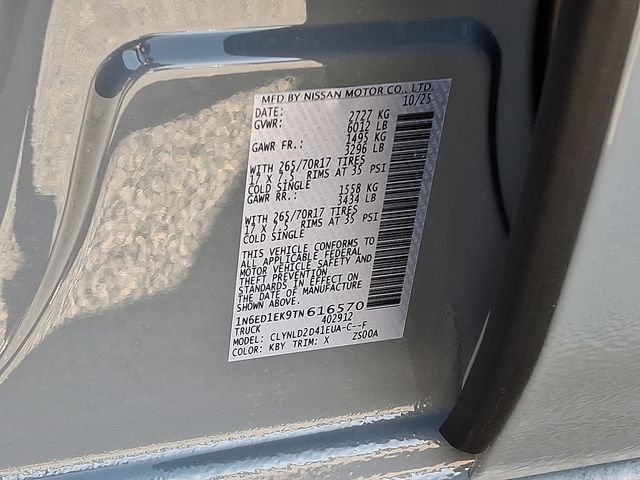 MFD BY NISSAN MOTOR CO., LTD.
DATE: 10/25
GVWR: 2727 KG
6012 LB
GAWR FR.: 1495 KG
3296 LB
WITH 265/70R17 TIRES
17 X 7.5 RIMS AT 35 PSI
COLD SINGLE
GAWR RR.: 1558 KG
3434 LB
WITH 265/70R17 TIRES
17 X 7.5 RIMS AT 35 PSI
COLD SINGLE
THIS VEHICLE CONFORMS TO
ALL APPLICABLE FEDERAL
MOTOR VEHICLE SAFETY AND
THEFT PREVENTION
STANDARDS IN EFFECT ON
THE DATE OF MANUFACTURE
SHOWN ABOVE.
1N6ED1EK9TN616570
TRUCK 402912
MODEL: CLYNLD2D41EUA-C--F
COLOR: KBY TRIM: X ZS00A